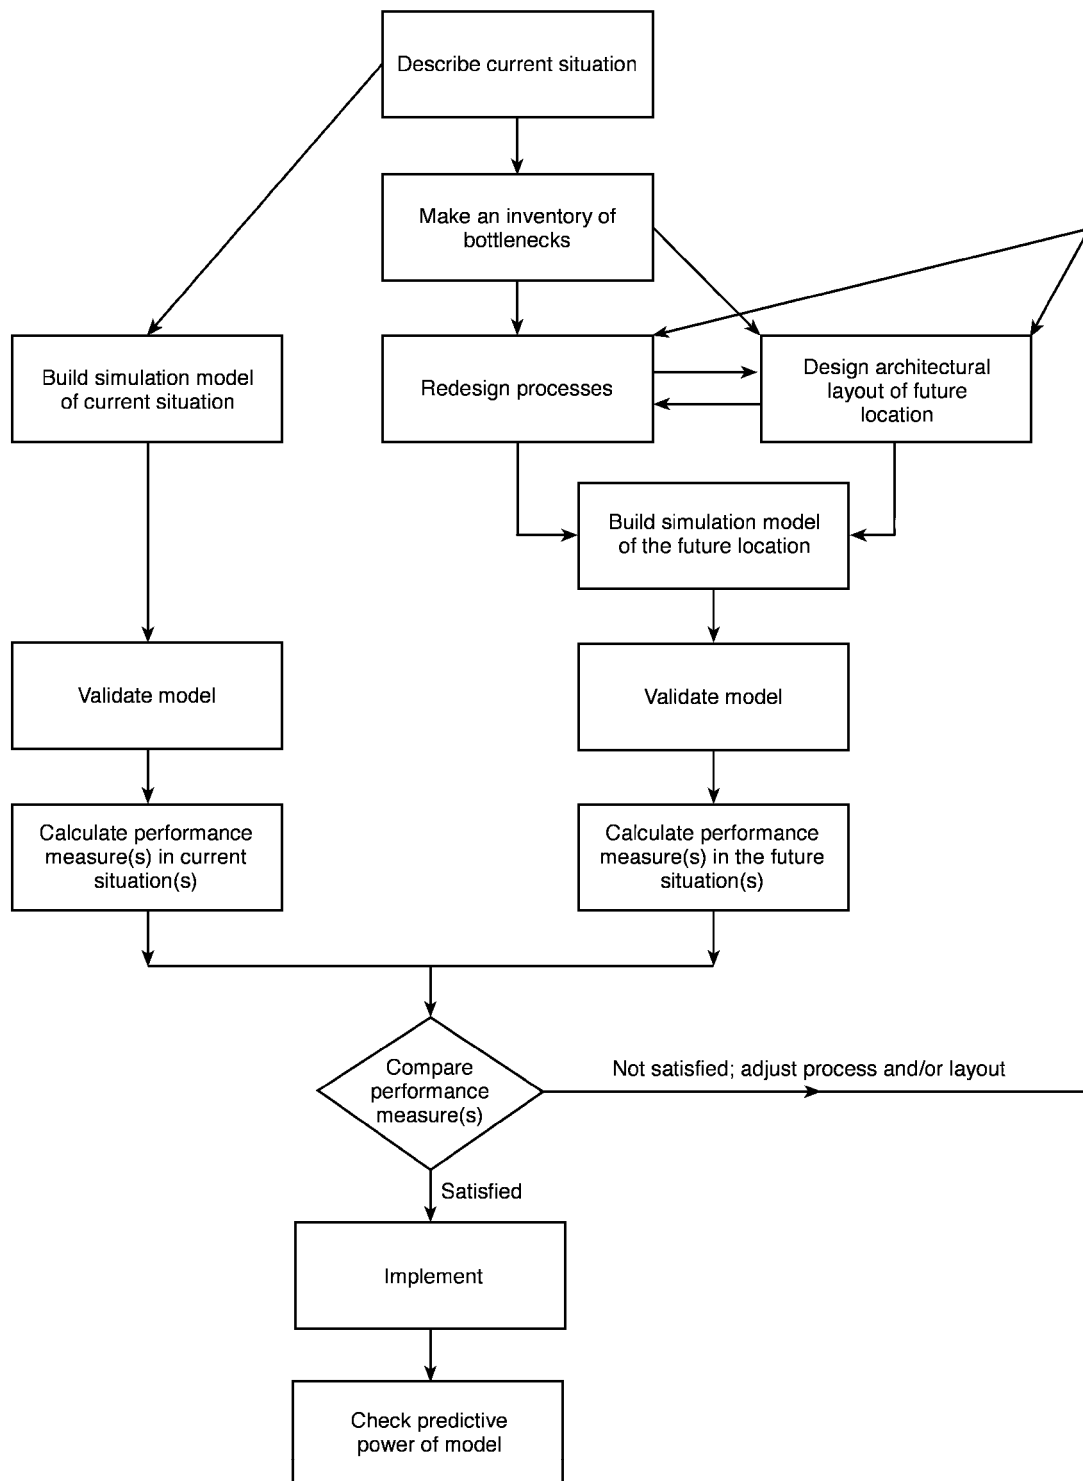 Describe current situation
Make an inventory of
bottlenecks
Build simulation model
of current situation
Redesign processes
Design architectural
layout of future
location
Build simulation model
of the future location
Validate model
Validate model
Calculate performance
measure(s) in current
situation(s)
Calculate performance
measure(s) in the future
situation(s)
Compare
performance
measure(s)
Not satisfied; adjust process and/or layout
Satisfied
Implement
Check predictive
power of model